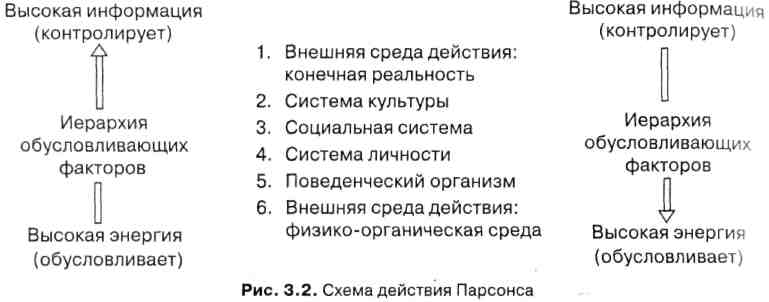 Высокая информация
(контролирует)
Иерархия
обусловливающих
факторов
Высокая энергия
(обусловливает)
1. Внешняя среда действия:
конечная реальность
2. Система культуры
3. Социальная система
4. Система личности
5. Поведенческий организм
6. Внешняя среда действия:
физико-органическая среда
Высокая информация
(контролирует)
Иерархия
обусловливающих
факторов
Высокая энергия
(обусловливает)
Рис. 3.2. Схема действия Парсонса